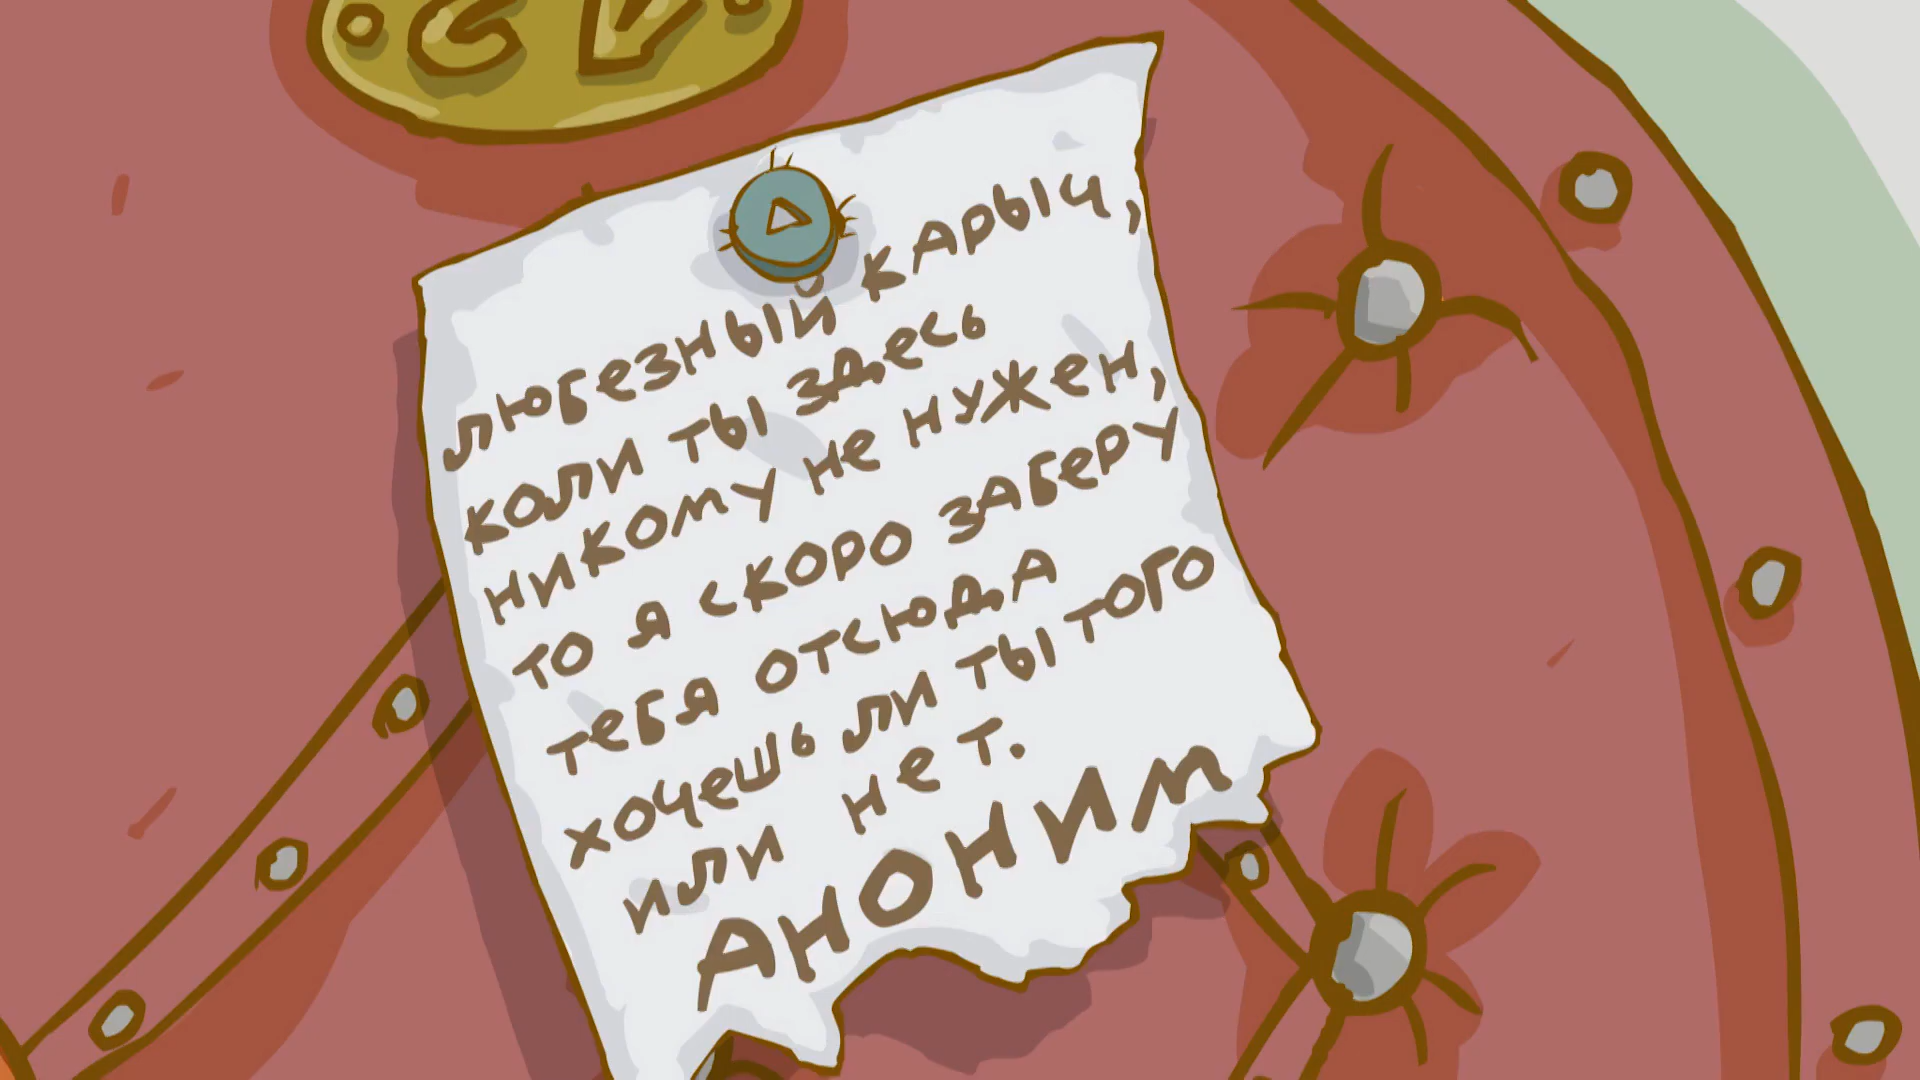 любезный карыч,
коли ты здесь
никому не нужен,
то я скоро заберу
тебя отсюда
хочешь ли ты того
или нет.
Аноним